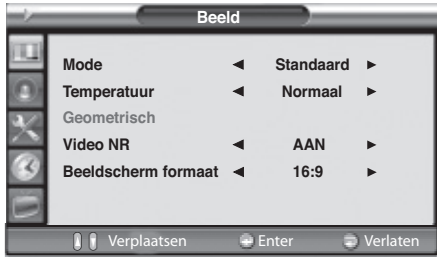 Beeld
Mode ◄ Standaard ►
Temperatuur ◄ Normaal ►
Geometrisch
Video NR ◄ AAN ►
Beeldscherm formaat ◄ 16:9 ►
Verplaatsen Enter Verlaten